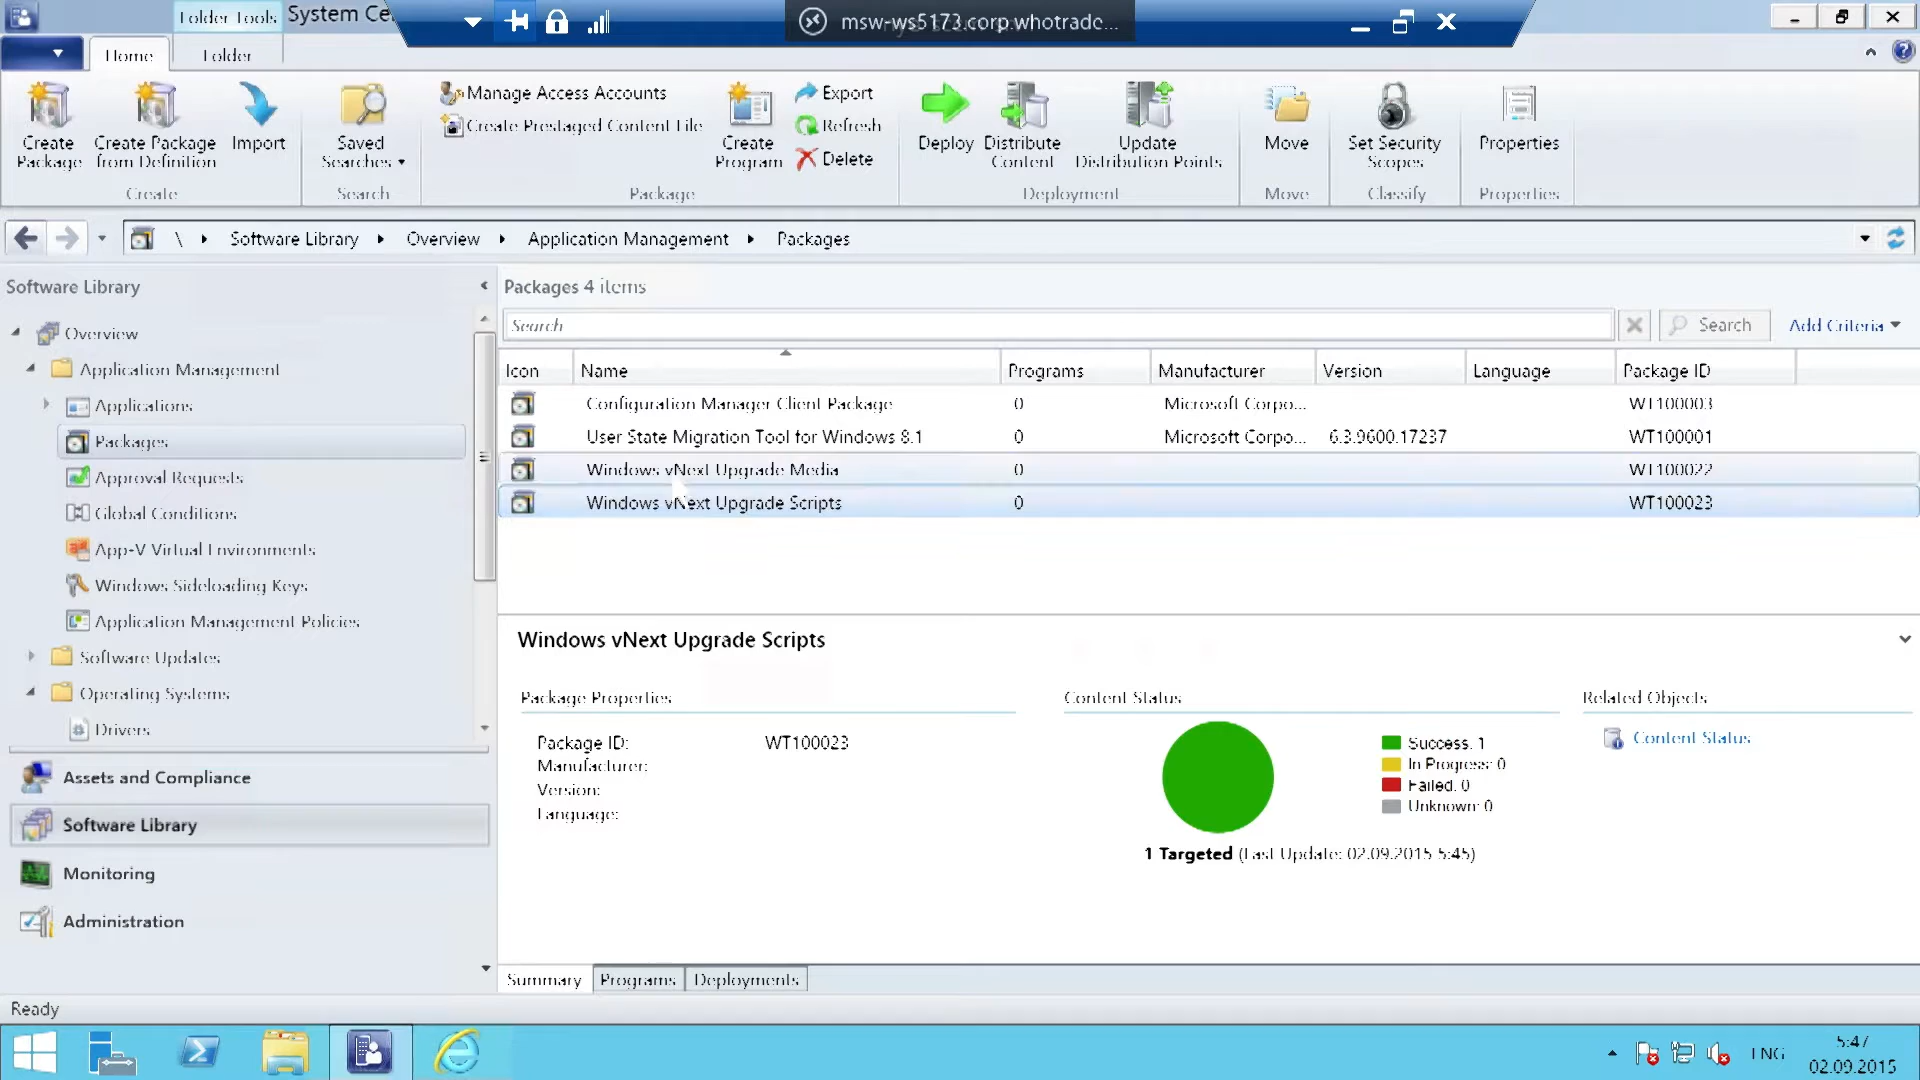 Folder Tools
System Ce
msw-ws5173.corp.whotrade...
Home
Folder
Create Package
Create Package from Definition
Import
Saved Searches
Manage Access Accounts
Create Prestaged Content File
Create Program
Export
Refresh
Delete
Deploy
Distribute Content
Update Distribution Points
Move
Set Security Scopes
Properties
Create
Search
Package
Deployment
Move
Classify
Properties
\ Software Library Overview Application Management Packages
Software Library
Packages 4 items
Search
Search
Add Criteria
Overview
Application Management
Applications
Packages
Approval Requests
Global Conditions
App-V Virtual Environments
Windows Sideloading Keys
Application Management Policies
Software Updates
Operating Systems
Drivers
Assets and Compliance
Software Library
Monitoring
Administration
Icon Name Programs Manufacturer Version Language Package ID
Configuration Manager Client Package 0 Microsoft Corpo... WT100003
User State Migration Tool for Windows 8.1 0 Microsoft Corpo... 6.3.9600.17237 WT100001
Windows vNext Upgrade Media 0 WT100022
Windows vNext Upgrade Scripts 0 WT100023
Windows vNext Upgrade Scripts
Package Properties
Package ID: WT100023
Manufacturer:
Version:
Language:
Content Status
Success: 1
In Progress: 0
Failed: 0
Unknown: 0
1 Targeted (Last Update: 02.09.2015 5:45)
Related Objects
Content Status
Summary Programs Deployments
Ready
ENG
5:47
02.09.2015